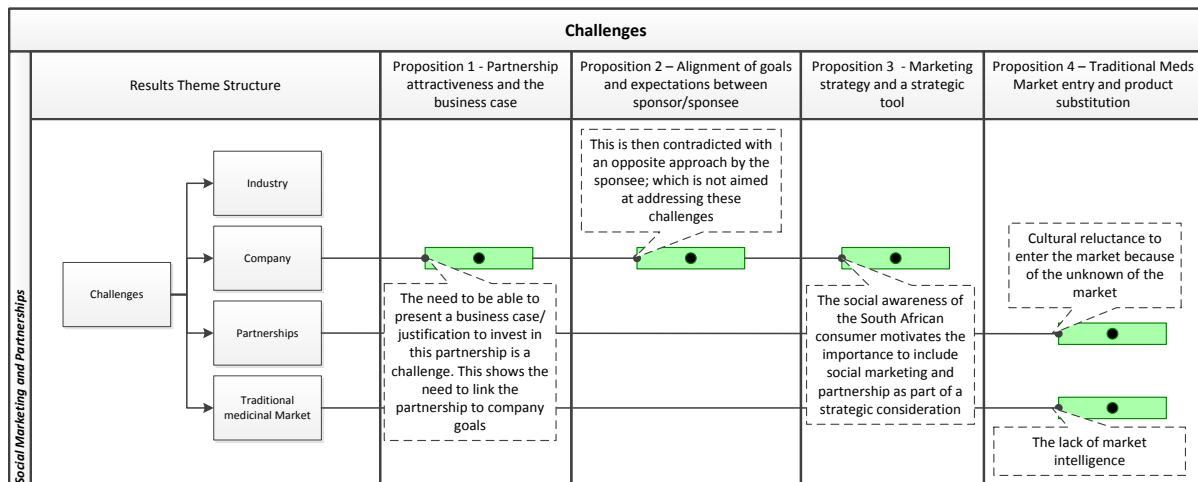 Challenges
Social Marketing and Partnerships
Results Theme Structure
Proposition 1 - Partnership
attractiveness and the
business case
Proposition 2 – Alignment of goals
and expectations between
sponsor/sponsee
Proposition 3 - Marketing
strategy and a strategic
tool
Proposition 4 – Traditional Meds
Market entry and product
substitution
Challenges
Industry
Company
Partnerships
Traditional
medicinal Market
The need to be able to
present a business case/
justification to invest in
this partnership is a
challenge. This shows the
need to link the
partnership to company
goals
This is then contradicted with
an opposite approach by the
sponsee; which is not aimed
at addressing these
challenges
The social awareness of
the South African
consumer motivates the
importance to include
social marketing and
partnership as part of a
strategic consideration
Cultural reluctance to
enter the market because
of the unknown of the
market
The lack of market
intelligence